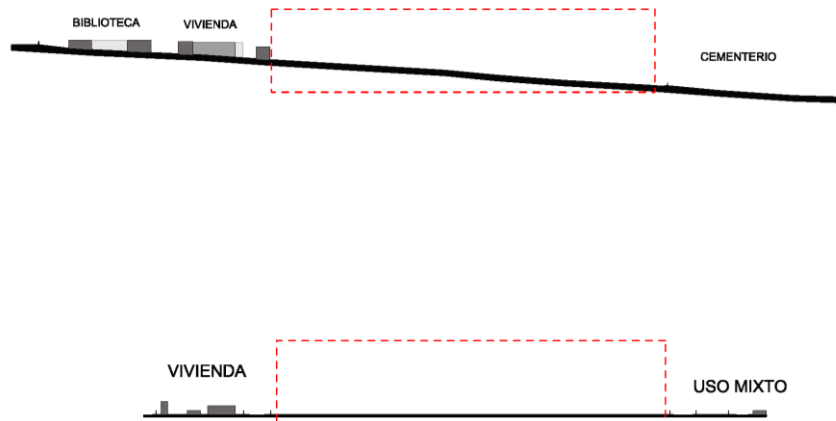 BIBLIOTECA
VIVIENDA
CEMENTERIO
VIVIENDA
USO MIXTO